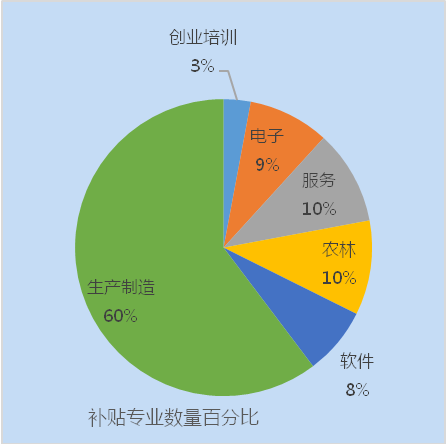 创业培训
3%
电子
9%
服务
10%
农林
10%
生产制造
60%
软件
8%
补贴专业数量百分比